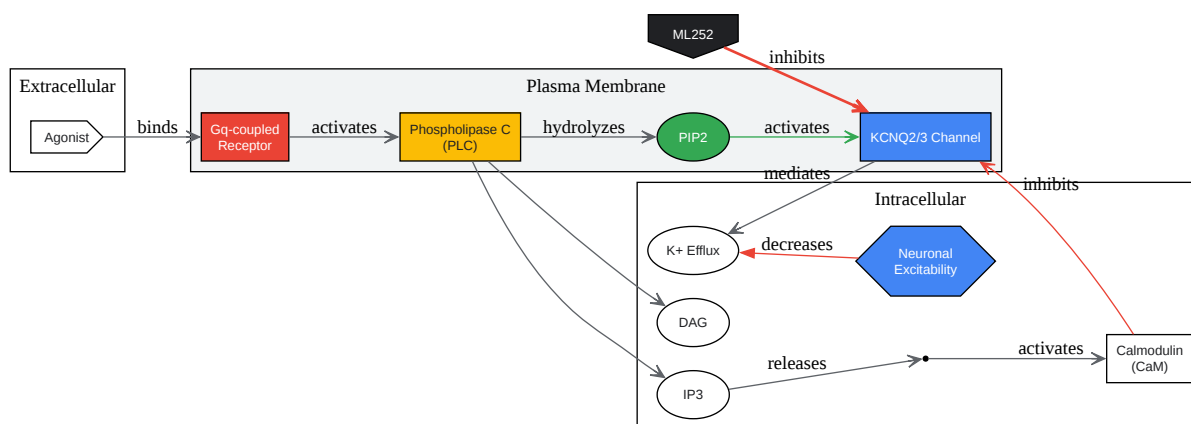 ML252
inhibits
Extracellular
Plasma Membrane
Agonist
binds
Gq-coupled
Receptor
activates
Phospholipase C
(PLC)
hydrolyzes
PIP2
activates
KCNQ2/3 Channel
mediates
inhibits
Intracellular
K+ Efflux
decreases
Neuronal
Excitability
DAG
releases
activates
Calmodulin
(CaM)
IP3